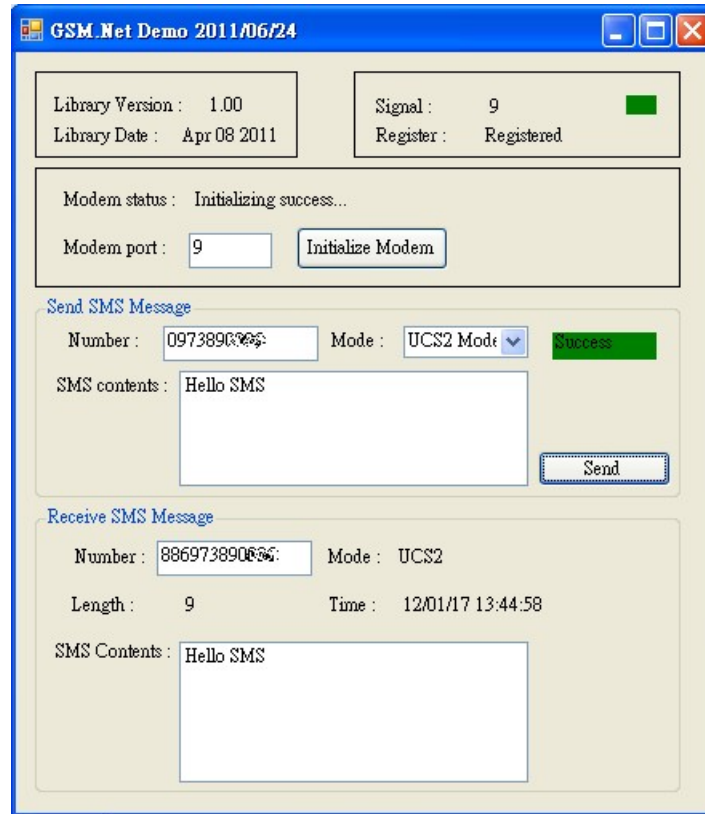 GSM.Net Demo 2011/06/24
Library Version : 1.00
Library Date : Apr 08 2011
Signal : 9
Register : Registered
Modem status : Initializing success...
Modem port : 9 Initialize Modem
Send SMS Message
Number : Mode : UCS2 Mode Success
SMS contents : Hello SMS
Send
Receive SMS Message
Number : Mode : UCS2
Length : 9 Time : 12/01/17 13:44:58
SMS Contents : Hello SMS